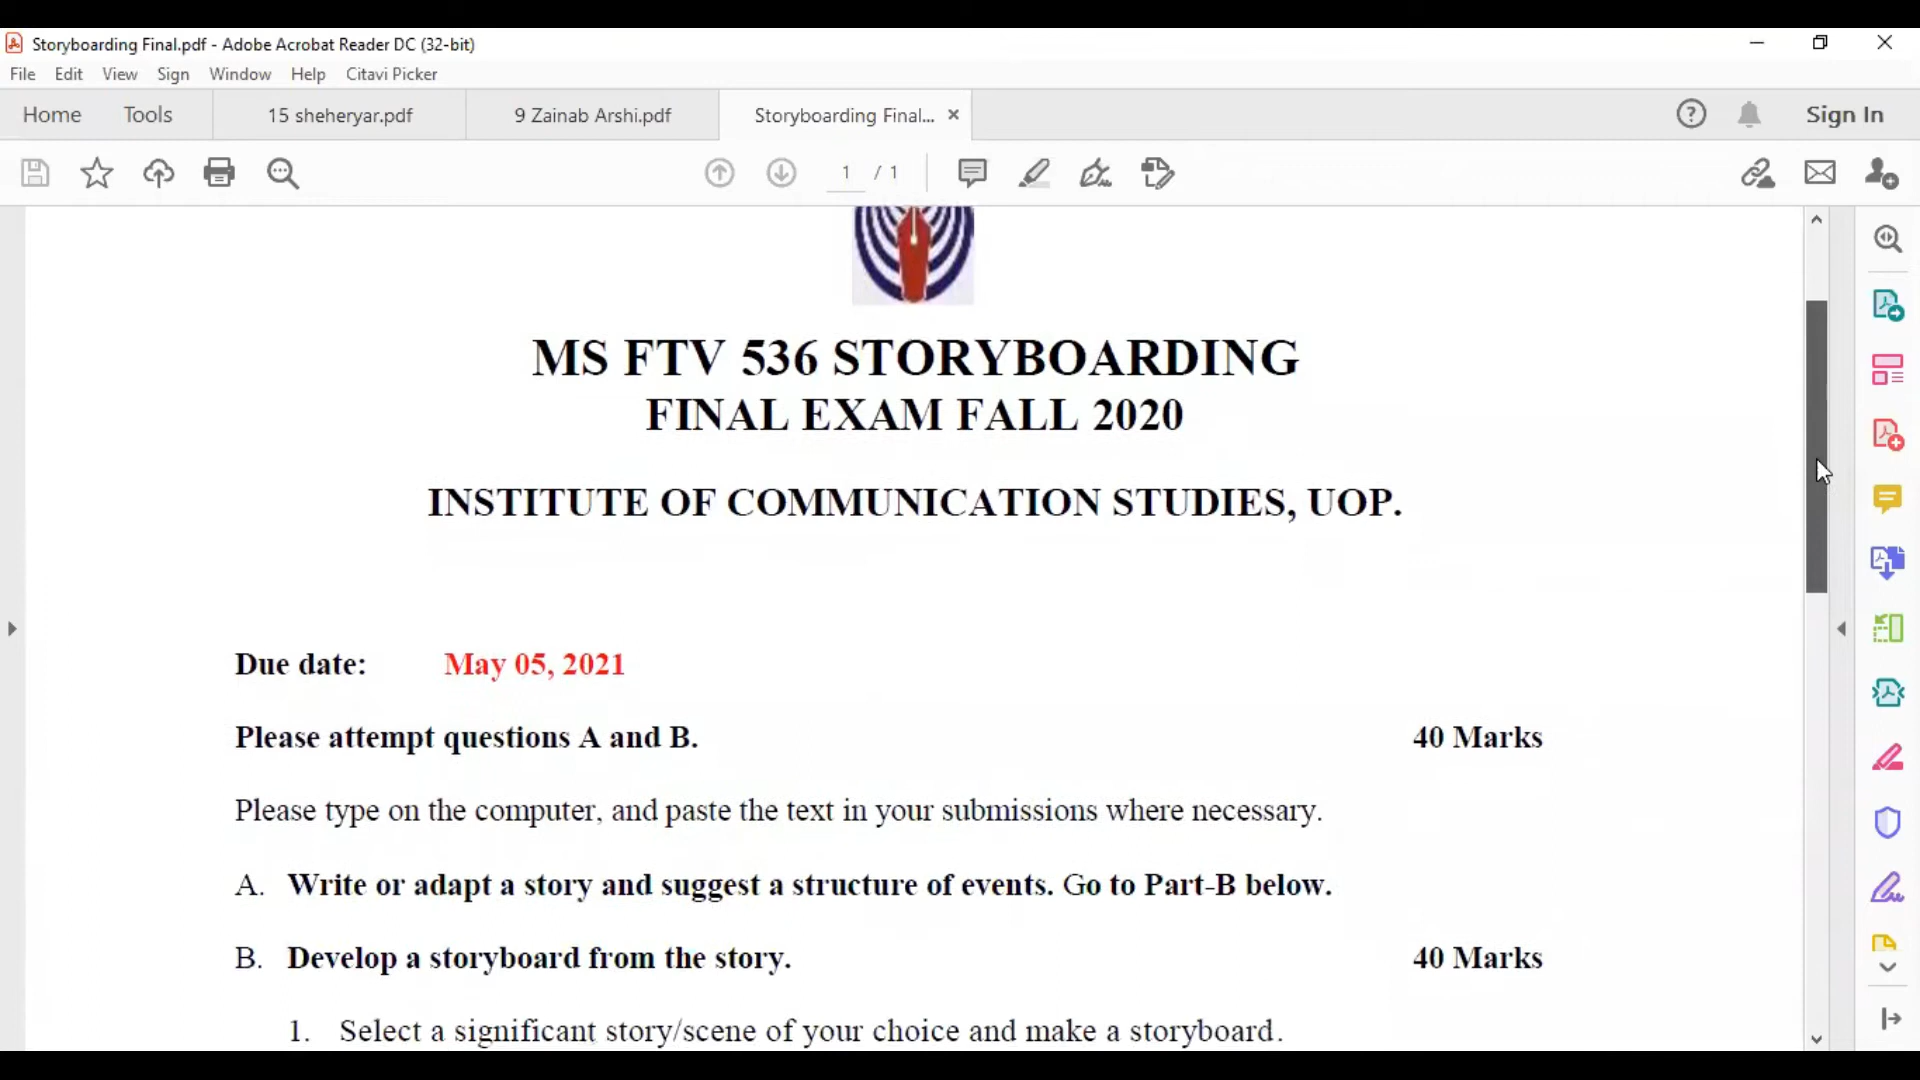 Storyboarding Final.pdf - Adobe Acrobat Reader DC (32-bit)
File Edit View Sign Window Help Citavi Picker
Home Tools 15 sheheryar.pdf 9 Zainab Arshi.pdf Storyboarding Final... Sign In
1 / 1
MS FTV 536 STORYBOARDING
FINAL EXAM FALL 2020
INSTITUTE OF COMMUNICATION STUDIES, UOP.
Due date: May 05, 2021
Please attempt questions A and B. 40 Marks
Please type on the computer, and paste the text in your submissions where necessary.
A. Write or adapt a story and suggest a structure of events. Go to Part-B below.
B. Develop a storyboard from the story. 40 Marks
1. Select a significant story/scene of your choice and make a storyboard.